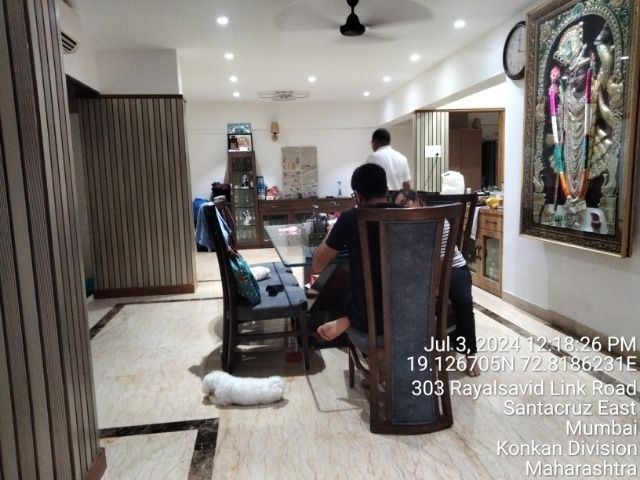 Jul 3, 2024 12:18:26 PM
19.126705N 72.8186231E
303 Rayalsavid Link Road
Santacruz East
Mumbai
Konkan Division
Maharashtra